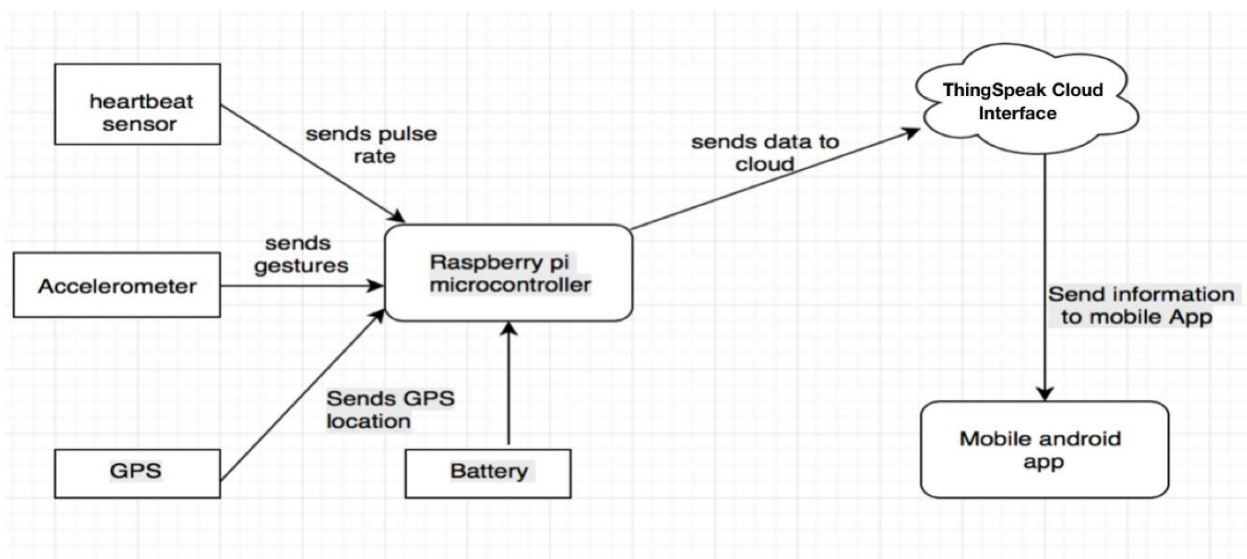 heartbeat
sensor
sends pulse
rate
sends data to
cloud
ThingSpeak Cloud
Interface
Accelerometer
sends
gestures
Raspberry pi
microcontroller
Send information
to mobile App
GPS
Sends GPS
location
Battery
Mobile android
app